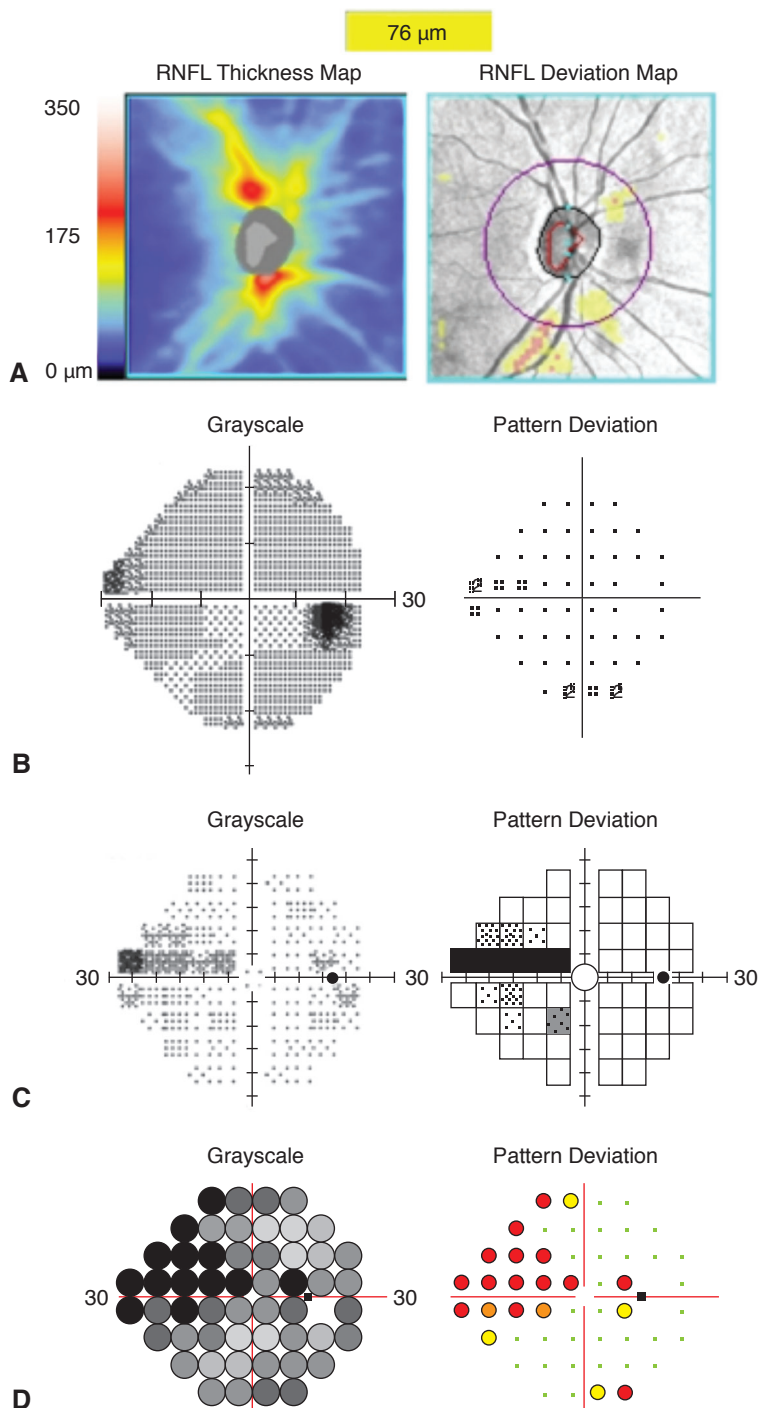 76 µm
RNFL Thickness Map RNFL Deviation Map
350
175
0 µm
A
Grayscale Pattern Deviation
30
B
Grayscale Pattern Deviation
30 30 30 30
C
Grayscale Pattern Deviation
30 30
D